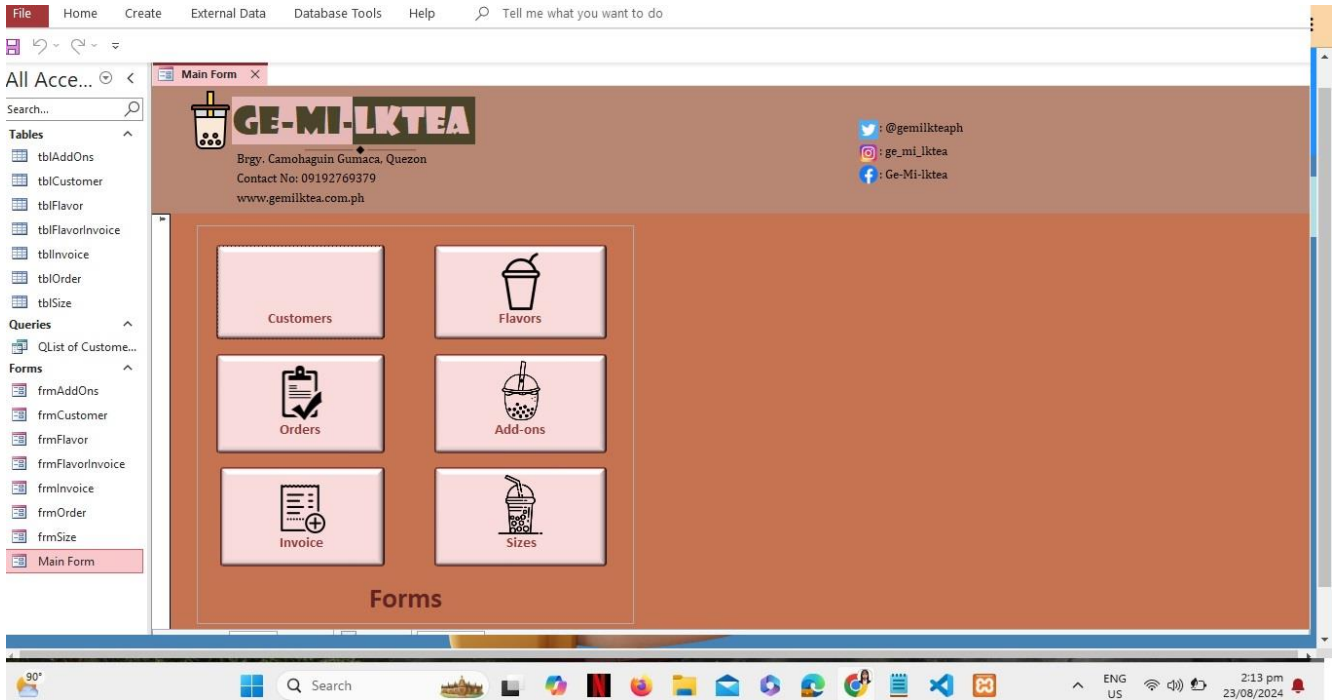 File Home Create External Data Database Tools Help Tell me what you want to do
All Acce...
Search...
Tables
tblAddOns
tblCustomer
tblFlavor
tblFlavorInvoice
tblInvoice
tblOrder
tblSize
Queries
QList of Custome...
Forms
frmAddOns
frmCustomer
frmFlavor
frmFlavorInvoice
frmInvoice
frmOrder
frmSize
Main Form
Main Form
GE-MI-LKTEA
Brgy. Camohaguin Gumaca, Quezon
Contact No: 09192769379
www.gemilktea.com.ph
: @gemilkteaph
: ge_mi_lktea
: Ge-Mi-lktea
Customers
Flavors
Orders
Add-ons
Invoice
Sizes
Forms
90°
Search
ENG
US
2:13 pm
23/08/2024